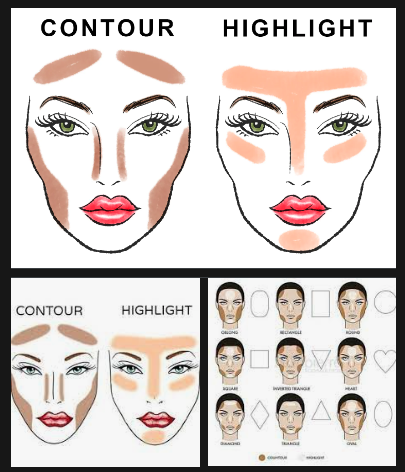 CONTOUR
HIGHLIGHT
CONTOUR
HIGHLIGHT
OBLONG
RECTANGLE
ROUND
SQUARE
INVERTED TRIANGLE
HEART
DIAMOND
TRIANGLE
OVAL
CONTOUR
HIGHLIGHT